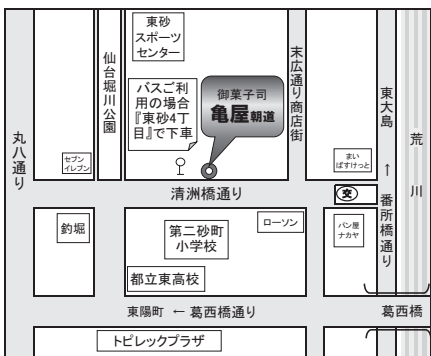 東砂
スポーツ
センター
仙台堀川公園
バスご利
用の場合
『東砂4丁
目』で下車
御菓子司
亀屋朝道
末広通り商店街
東大島
↑
番所橋通り
荒川
丸八通り
セブン
イレブン
まい
ばすけっと
清洲橋通り
交
釣堀
第二砂町
小学校
ローソン
パン屋
ナカヤ
都立東高校
東陽町 ← 葛西橋通り
葛西橋
トピレックプラザ